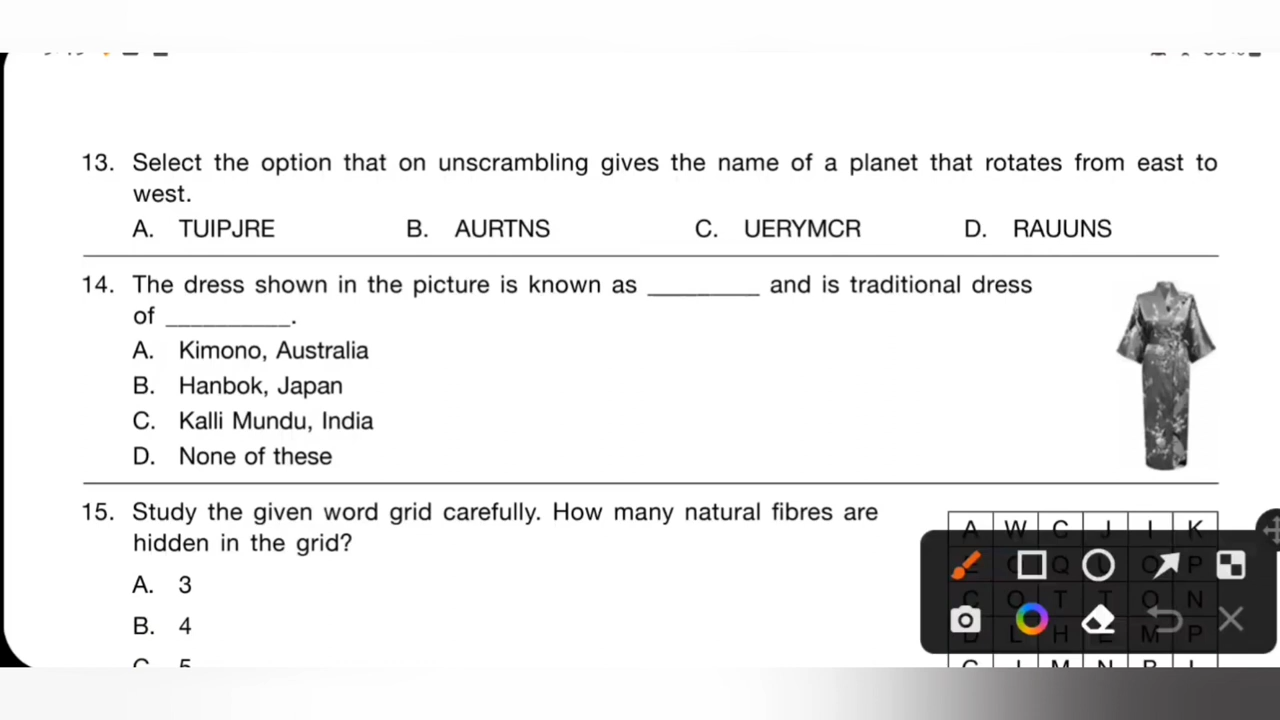 13. Select the option that on unscrambling gives the name of a planet that rotates from east to
west.
A. TUIPJRE B. AURTNS C. UERYMCR D. RAUUNS
14. The dress shown in the picture is known as ________ and is traditional dress
of _________.
A. Kimono, Australia
B. Hanbok, Japan
C. Kalli Mundu, India
D. None of these
15. Study the given word grid carefully. How many natural fibres are
hidden in the grid?
A. 3
B. 4
C. 5
A W C J I K
Q U O P
C O T T O N
L H E M P
C I M N B I